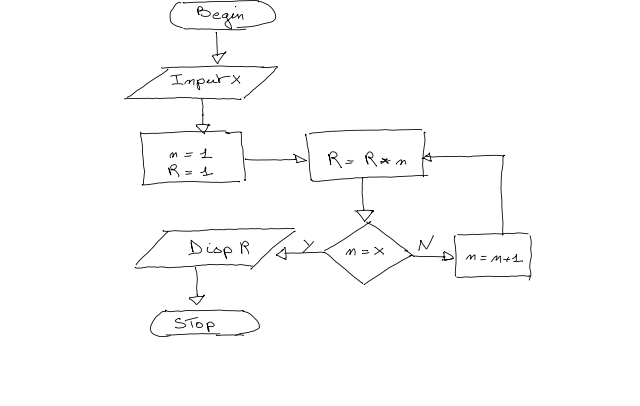 Begin
Input X
n = 1
R = 1
R = R * n
n = X
Y
N
n = n+1
Disp R
STop